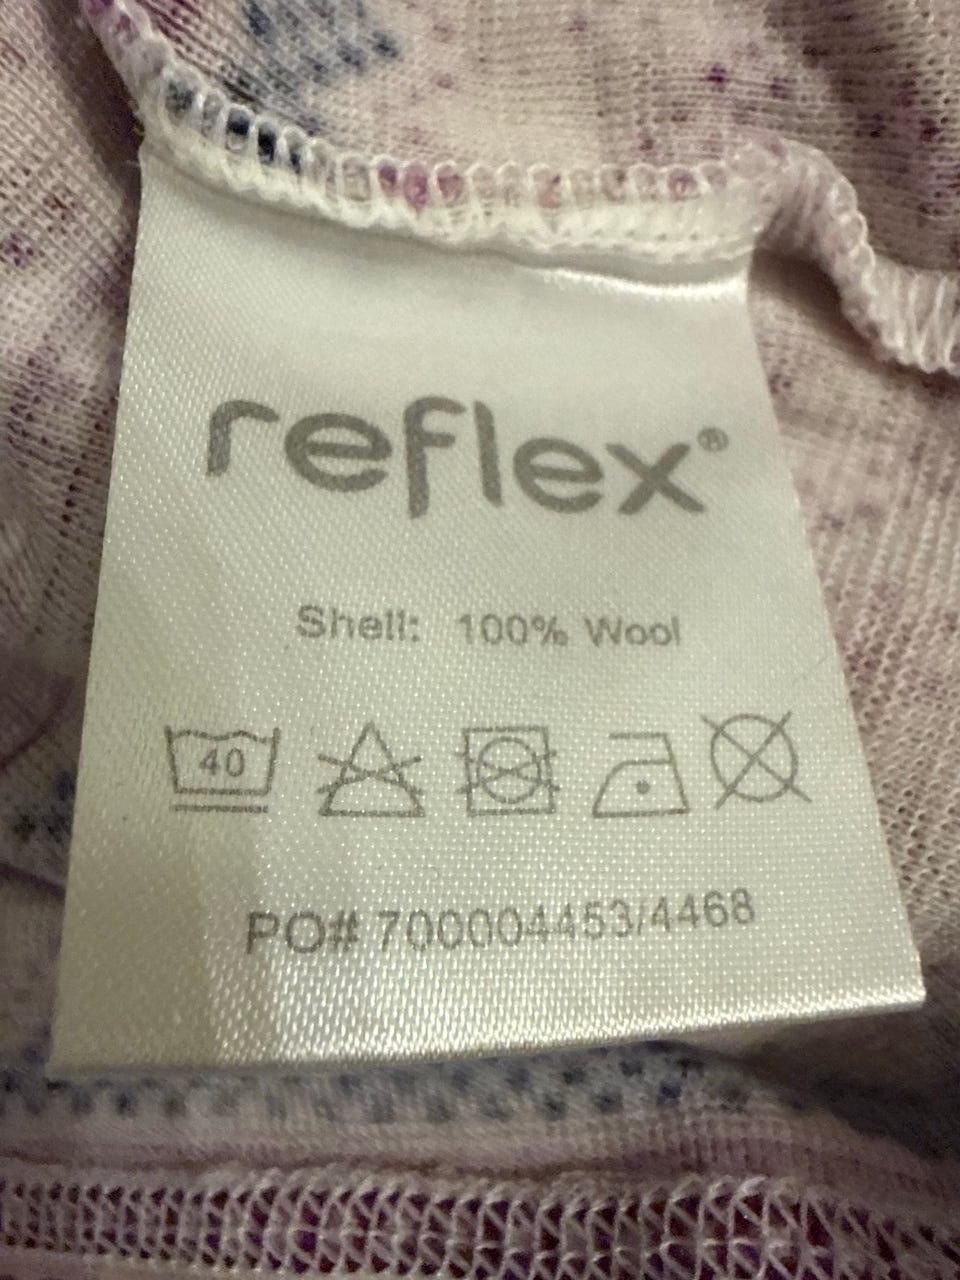 reflex®
Shell: 100% Wool
40
PO# 700004453/4468